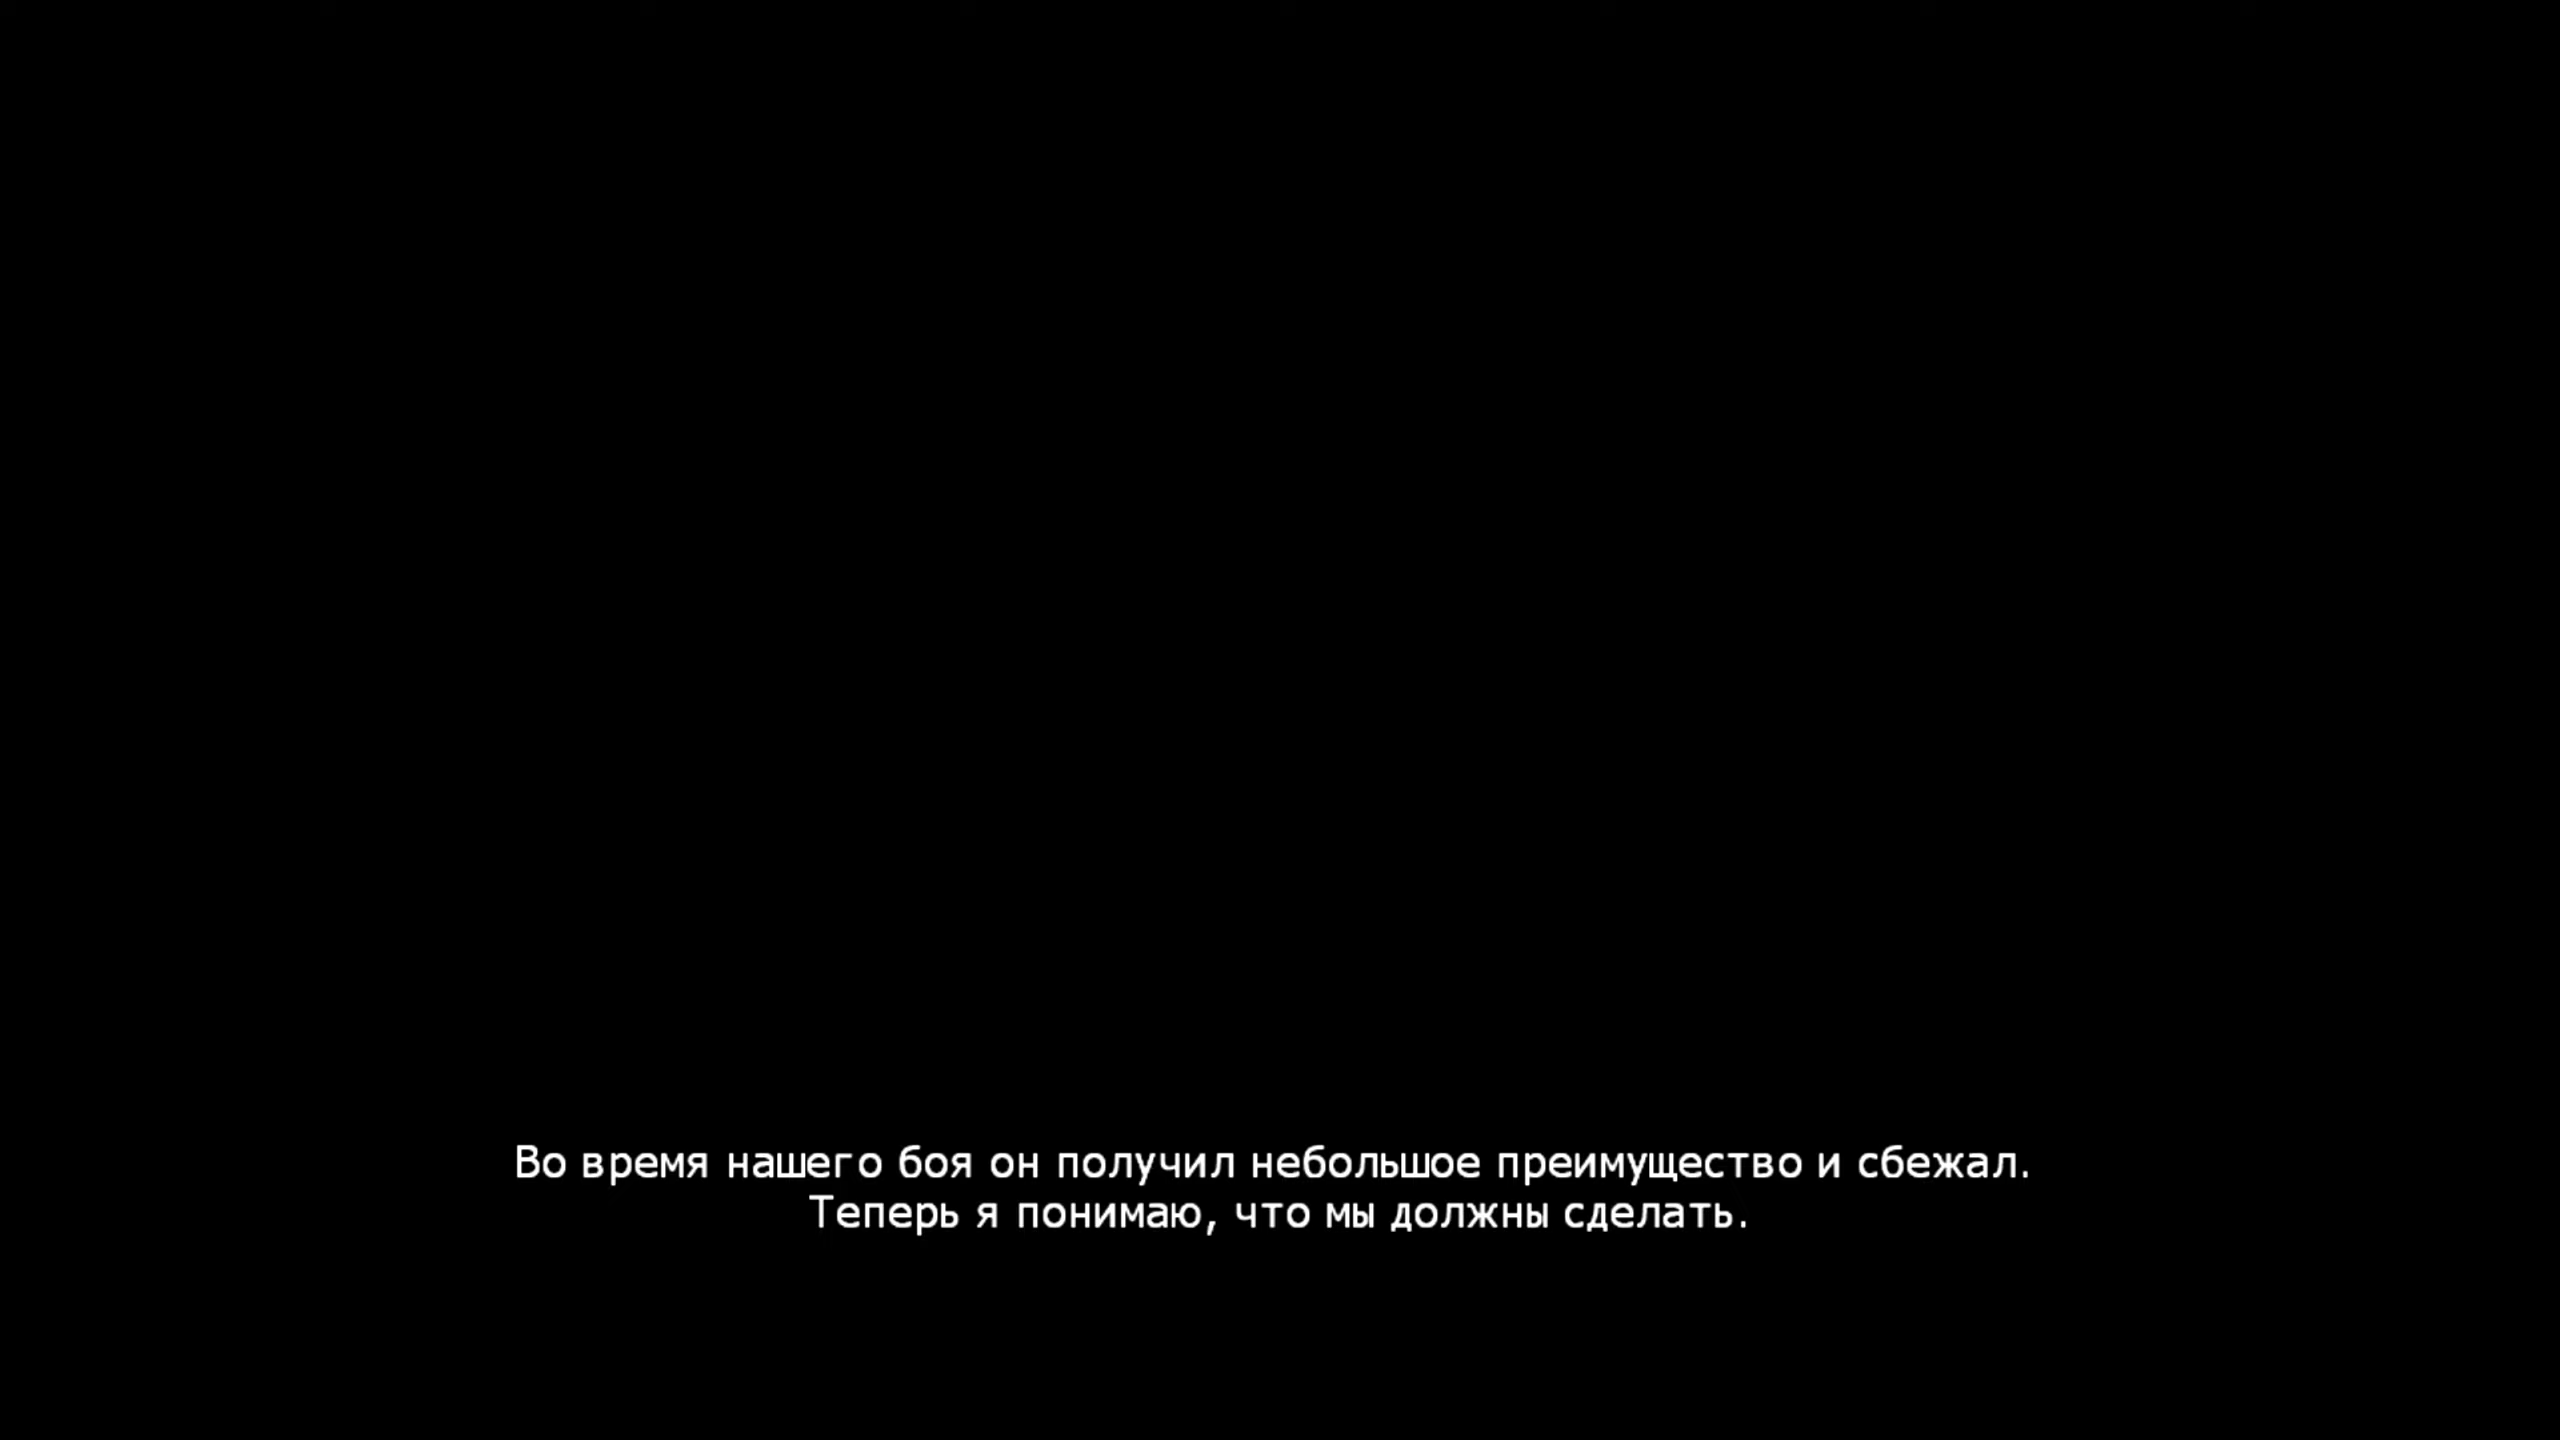 Во время нашего боя он получил небольшое преимущество и сбежал.
Теперь я понимаю, что мы должны сделать.